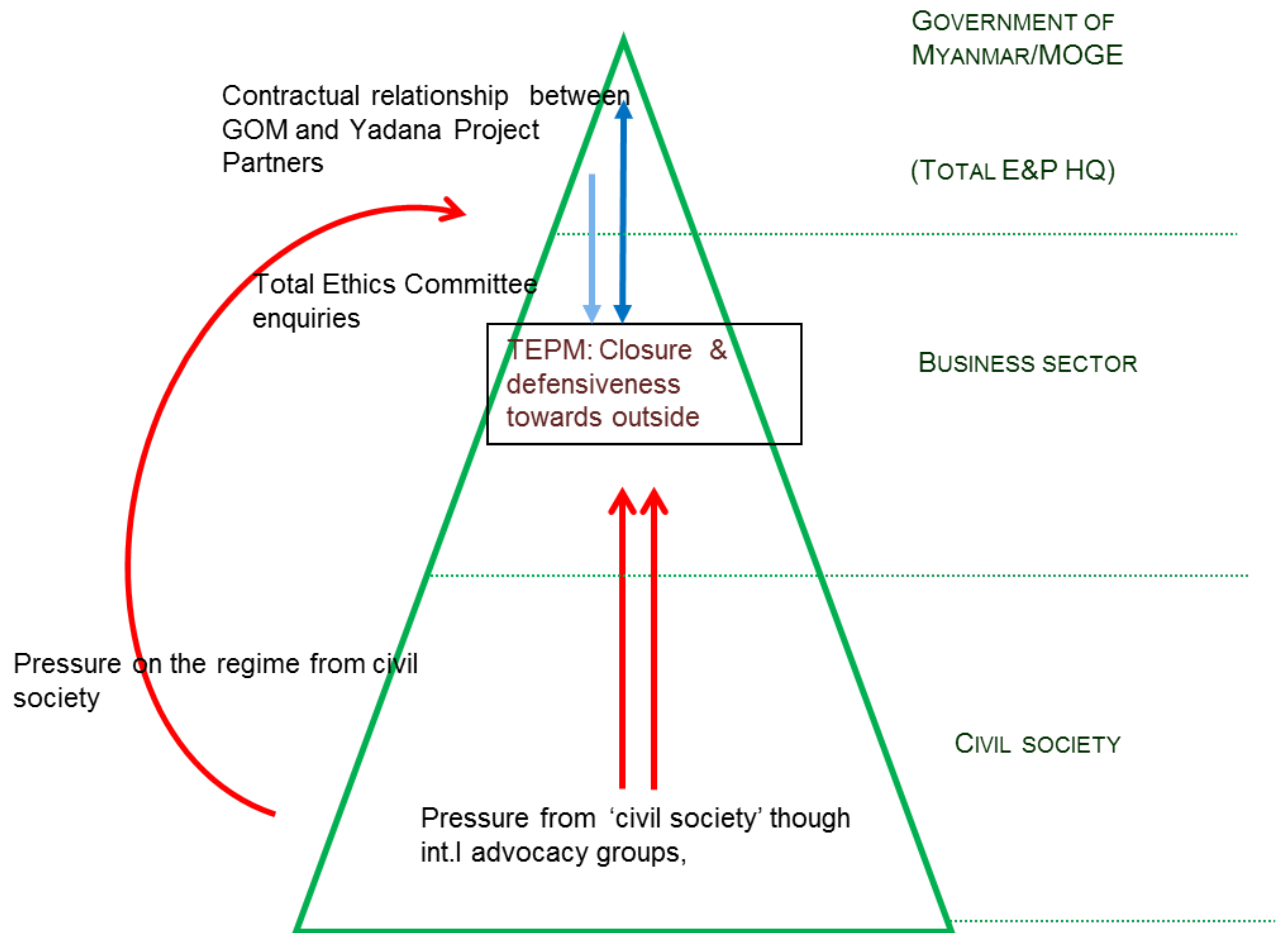 GOVERNMENT OF
MYANMAR/MOGE
Contractual relationship between
GOM and Yadana Project
Partners
(TOTAL E&P HQ)
Total Ethics Committee
enquiries
TEPM: Closure &
defensiveness
towards outside
BUSINESS SECTOR
Pressure on the regime from civil
society
CIVIL SOCIETY
Pressure from ‘civil society’ though
int.l advocacy groups,